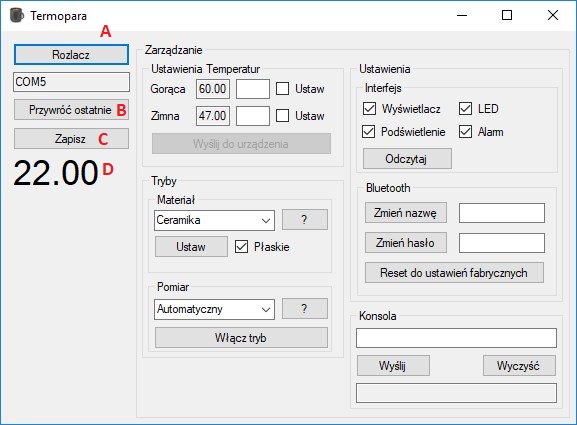 Termopara
A
Rozlacz
COM5
Przywróć ostatnie B
Zapisz C
22.00 D
Zarządzanie
Ustawienia Temperatur
Gorąca 60.00 Ustaw
Zimna 47.00 Ustaw
Wyślij do urządzenia
Tryby
Materiał
Ceramika ?
Ustaw Płaskie
Pomiar
Automatyczny ?
Włącz tryb
Ustawienia
Interfejs
Wyświetlacz LED
Podświetlenie Alarm
Odczytaj
Bluetooth
Zmień nazwę
Zmień hasło
Reset do ustawień fabrycznych
Konsola
Wyślij Wyczyść